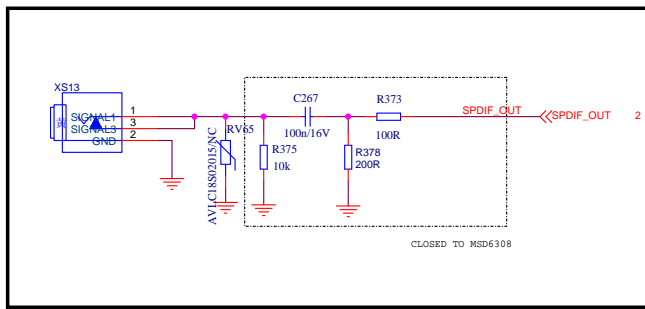 XS13
SIGNAL1 1
SIGNAL3 3
GND 2
黄
RV65
AVLC18S02015/NC
R375
10k
C267
100n/16V
R378
200R
R373
100R
SPDIF_OUT
SPDIF_OUT 2
CLOSED TO MSD6308